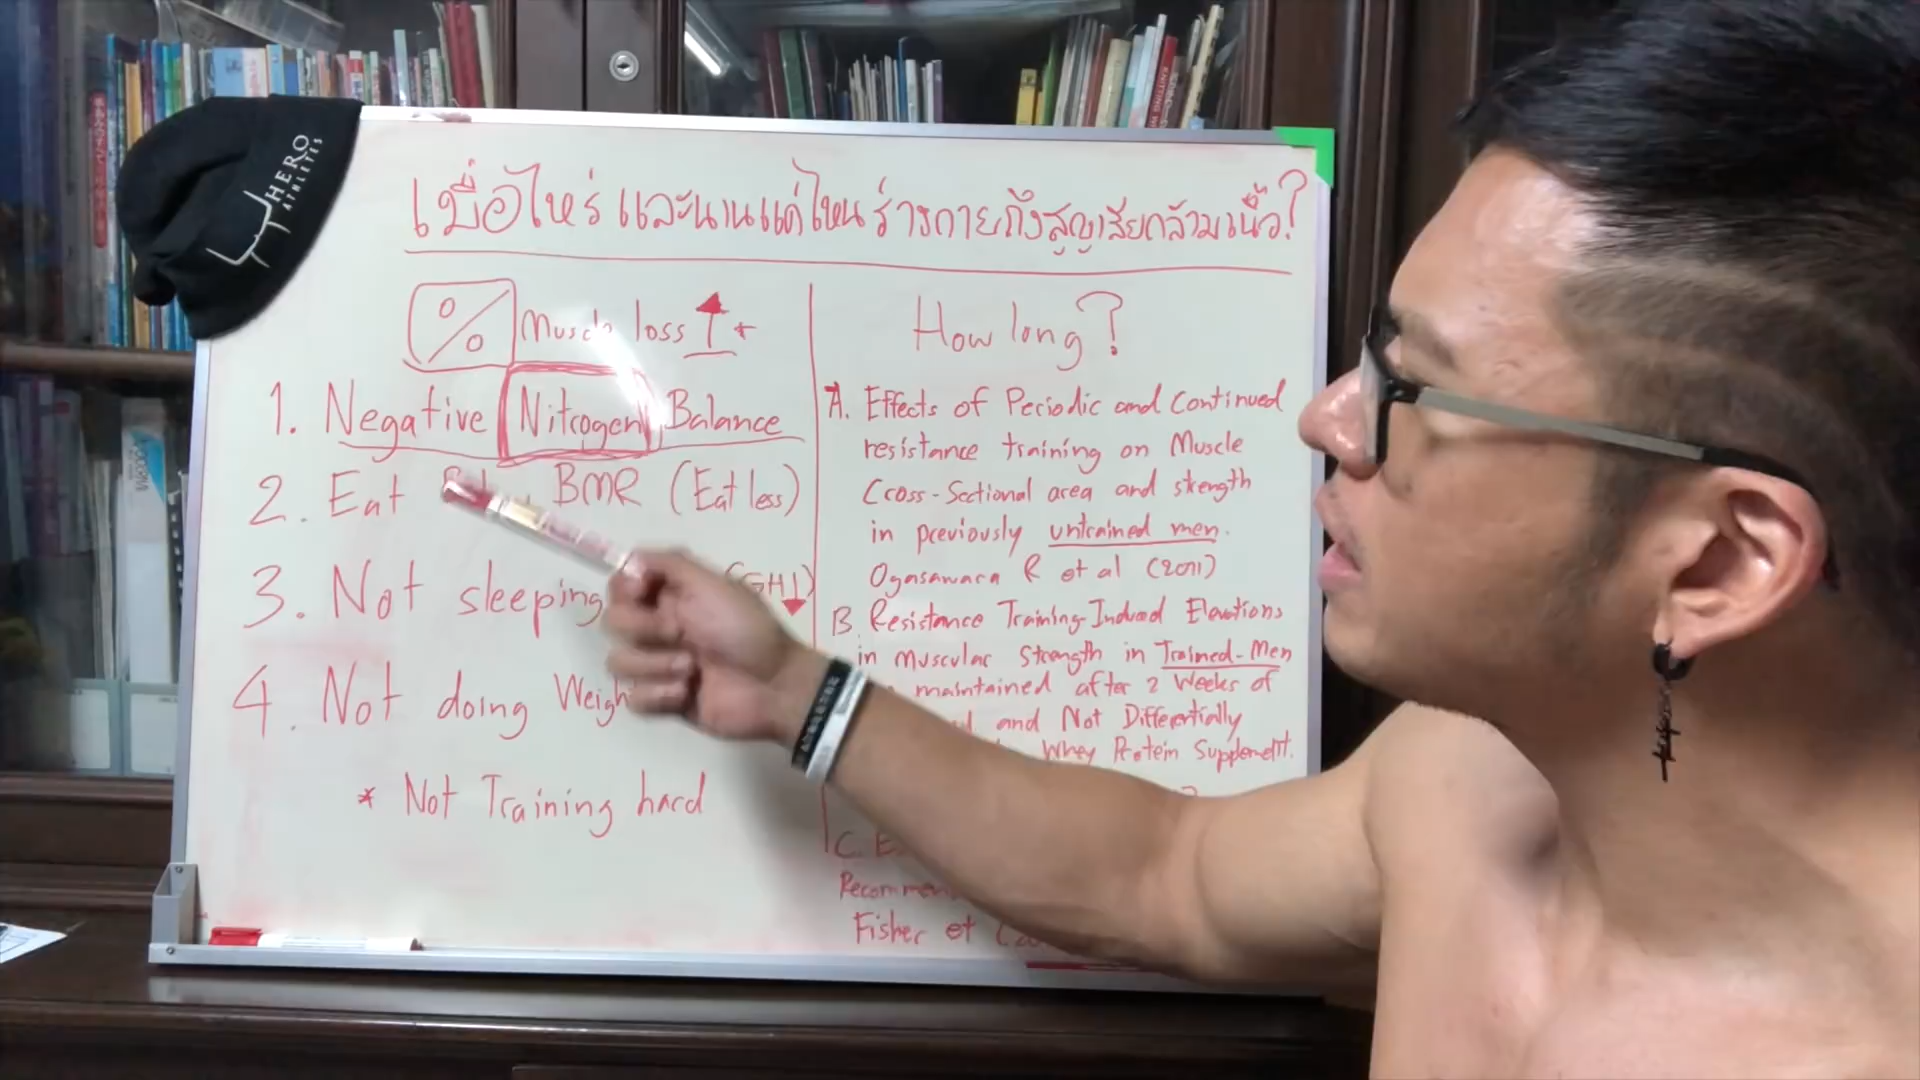 HERO
ATHLETES
เมื่อไหร่ และนานแค่ไหน ร่างกายถึงสูญเสียกล้ามเนื้อ?
% Muscle loss ↑ +
1. Negative Nitrogen Balance
2. Eat BMR (Eat less)
3. Not sleeping (GH↓)
4. Not doing
* Not Training hard
How long?
A. Effects of Periodic and Continued
resistance training on Muscle
Cross-Sectional area and strength
in previously untrained men.
Ogasawara R et al (2011)
B. Resistance Training-Induced Elevations
in Muscular Strength in Trained-Men
maintained after 2 Weeks of
and Not Differentially
Whey Protein Supplement.
C.
Fisher et